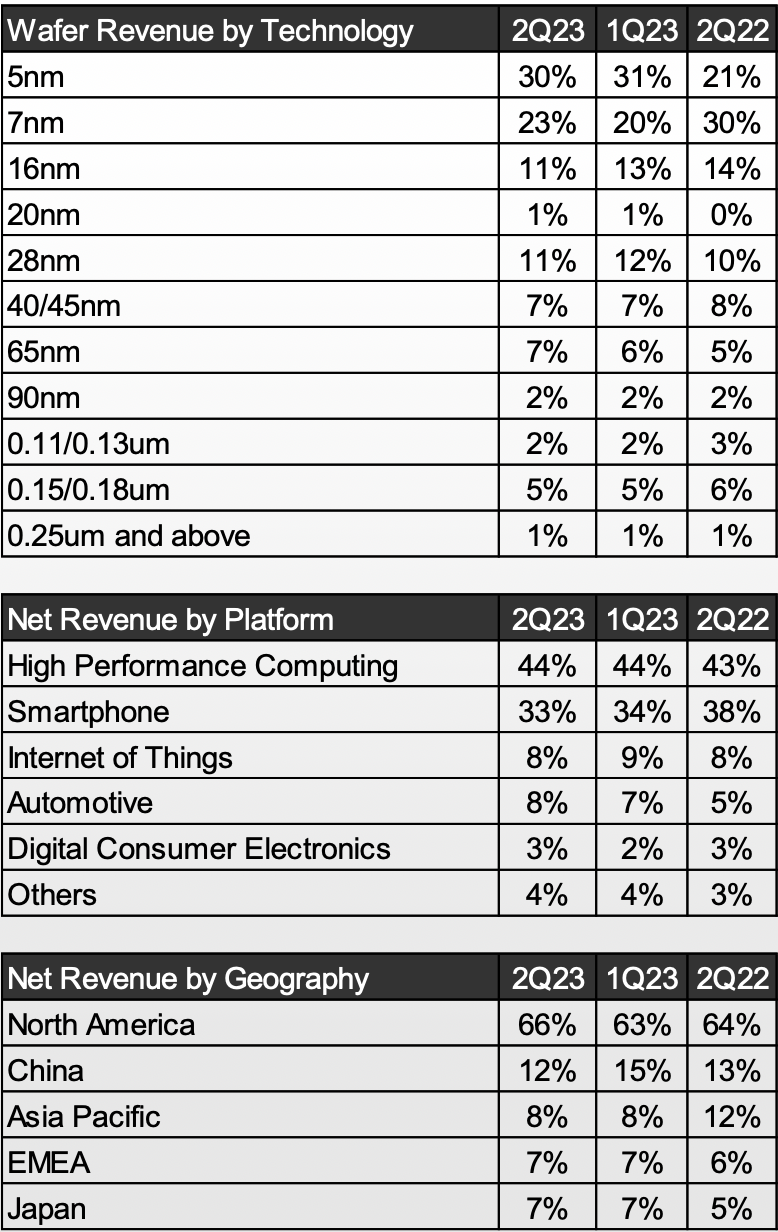 Wafer Revenue by Technology 2Q23 1Q23 2Q22
5nm 30% 31% 21%
7nm 23% 20% 30%
16nm 11% 13% 14%
20nm 1% 1% 0%
28nm 11% 12% 10%
40/45nm 7% 7% 8%
65nm 7% 6% 5%
90nm 2% 2% 2%
0.11/0.13um 2% 2% 3%
0.15/0.18um 5% 5% 6%
0.25um and above 1% 1% 1%
Net Revenue by Platform 2Q23 1Q23 2Q22
High Performance Computing 44% 44% 43%
Smartphone 33% 34% 38%
Internet of Things 8% 9% 8%
Automotive 8% 7% 5%
Digital Consumer Electronics 3% 2% 3%
Others 4% 4% 3%
Net Revenue by Geography 2Q23 1Q23 2Q22
North America 66% 63% 64%
China 12% 15% 13%
Asia Pacific 8% 8% 12%
EMEA 7% 7% 6%
Japan 7% 7% 5%